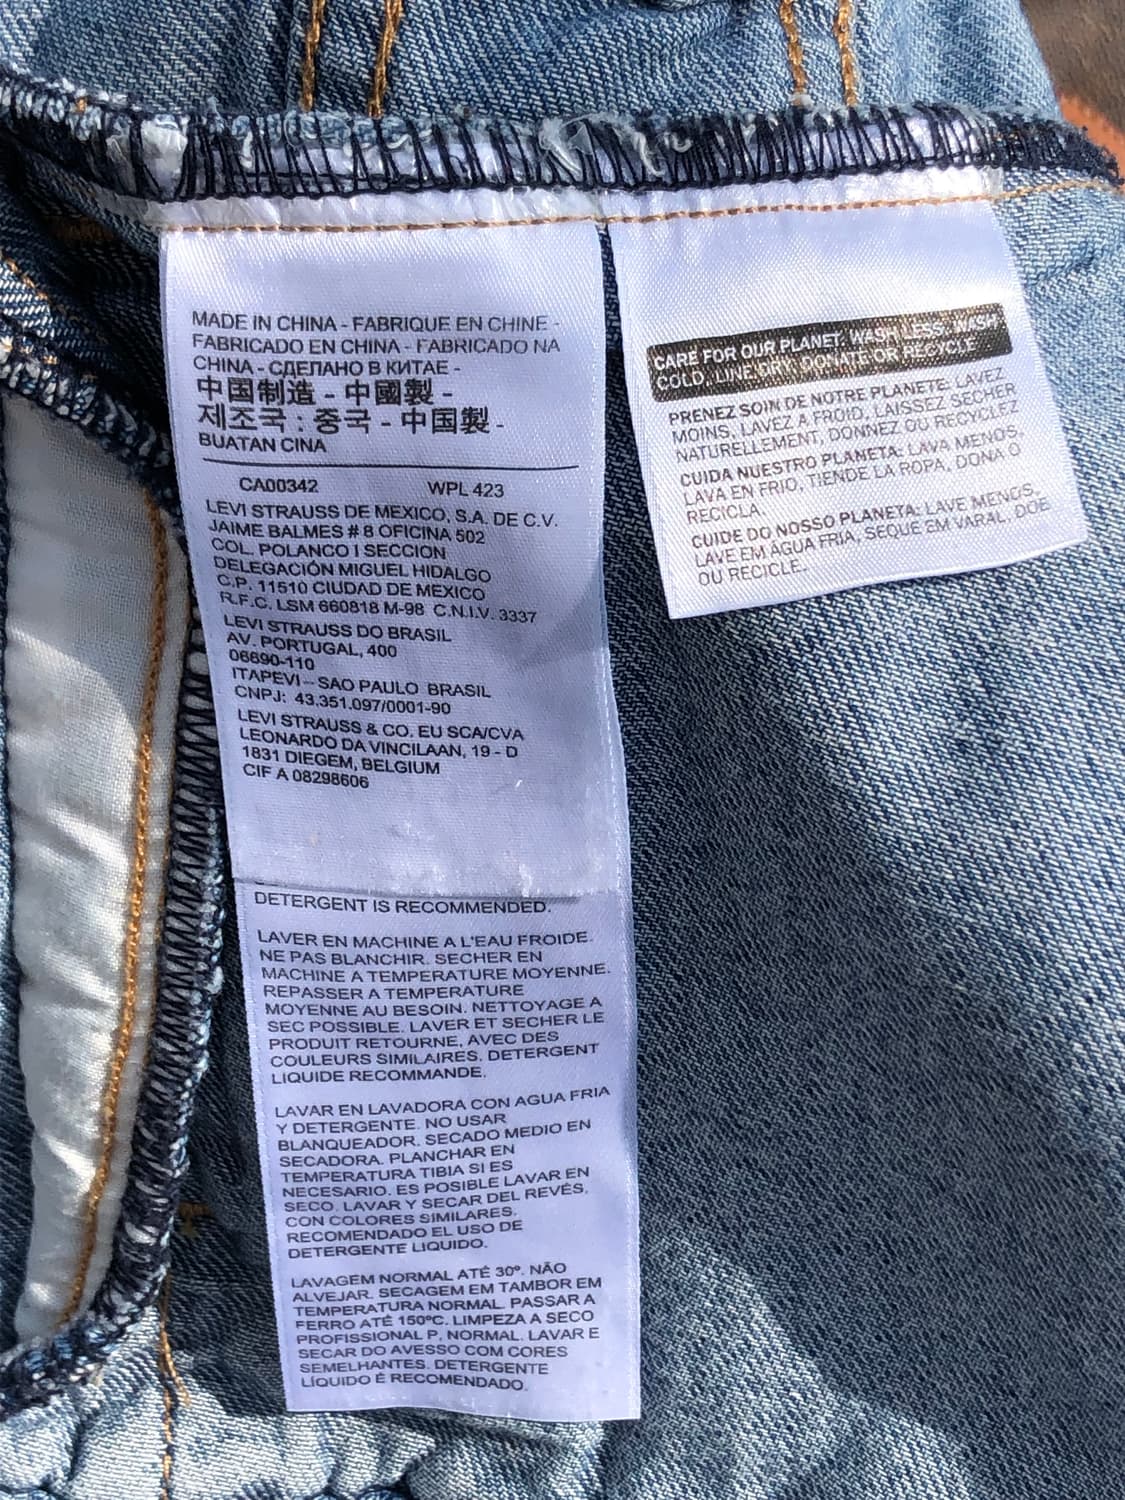 MADE IN CHINA - FABRIQUE EN CHINE -
FABRICADO EN CHINA - FABRICADO NA
CHINA - СДЕЛАНО В КИТАЕ -
中国制造 - 中國製 -
제조국 : 중국 - 中国製 -
BUATAN CINA
CA00342 WPL 423
LEVI STRAUSS DE MEXICO, S.A. DE C.V.
JAIME BALMES # 8 OFICINA 502
COL. POLANCO I SECCION
DELEGACIÓN MIGUEL HIDALGO
C.P. 11510 CIUDAD DE MEXICO
R.F.C. LSM 660818 M-98 C.N.I.V. 3337
LEVI STRAUSS DO BRASIL
AV. PORTUGAL, 400
06690-110
ITAPEVI - SAO PAULO BRASIL
CNPJ: 43.351.097/0001-90
LEVI STRAUSS & CO. EU SCA/CVA
LEONARDO DA VINCILAAN, 19 - D
1831 DIEGEM, BELGIUM
CIF A 08298606
DETERGENT IS RECOMMENDED.
LAVER EN MACHINE A L'EAU FROIDE.
NE PAS BLANCHIR. SECHER EN
MACHINE A TEMPERATURE MOYENNE.
REPASSER A TEMPERATURE
MOYENNE AU BESOIN. NETTOYAGE A
SEC POSSIBLE. LAVER ET SECHER LE
PRODUIT RETOURNE, AVEC DES
COULEURS SIMILAIRES. DETERGENT
LIQUIDE RECOMMANDE.
LAVAR EN LAVADORA CON AGUA FRIA
Y DETERGENTE. NO USAR
BLANQUEADOR. SECADO MEDIO EN
SECADORA. PLANCHAR EN
TEMPERATURA TIBIA SI ES
NECESARIO. ES POSIBLE LAVAR EN
SECO. LAVAR Y SECAR DEL REVÉS,
CON COLORES SIMILARES.
RECOMENDADO EL USO DE
DETERGENTE LIQUIDO.
LAVAGEM NORMAL ATÉ 30º. NÃO
ALVEJAR. SECAGEM EM TAMBOR EM
TEMPERATURA NORMAL. PASSAR A
FERRO ATÉ 150ºC. LIMPEZA A SECO
PROFISSIONAL P, NORMAL. LAVAR E
SECAR DO AVESSO COM CORES
SEMELHANTES. DETERGENTE
LÍQUIDO É RECOMENDADO.
CARE FOR OUR PLANET: WASH LESS, WASH
COLD, LINE DRY, DONATE OR RECYCLE
PRENEZ SOIN DE NOTRE PLANETE: LAVEZ
MOINS, LAVEZ A FROID, LAISSEZ SECHER
NATURELLEMENT, DONNEZ OU RECYCLEZ
CUIDA NUESTRO PLANETA: LAVA MENOS,
LAVA EN FRIO, TIENDE LA ROPA, DONA O
RECICLA.
CUIDE DO NOSSO PLANETA: LAVE MENOS,
LAVE EM ÁGUA FRIA, SEQUE EM VARAL, DOE
OU RECICLE.